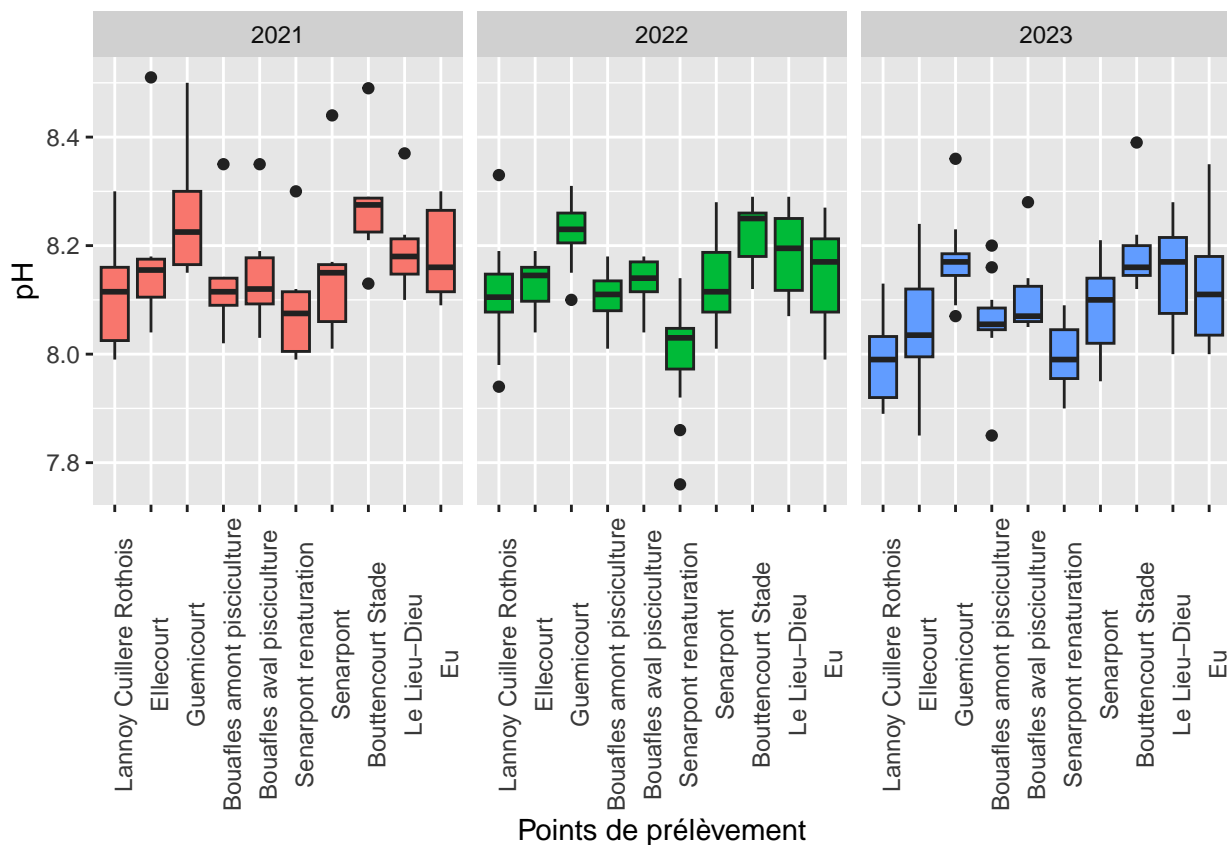 2021
2022
2023
pH
8.4
8.2
8.0
7.8
Lannoy Cuillere Rothois
Ellecourt
Guemicourt
Bouafles amont pisciculture
Bouafles aval pisciculture
Senarpont renaturation
Senarpont
Bouttencourt Stade
Le Lieu−Dieu
Eu
Lannoy Cuillere Rothois
Ellecourt
Guemicourt
Bouafles amont pisciculture
Bouafles aval pisciculture
Senarpont renaturation
Senarpont
Bouttencourt Stade
Le Lieu−Dieu
Eu
Lannoy Cuillere Rothois
Ellecourt
Guemicourt
Bouafles amont pisciculture
Bouafles aval pisciculture
Senarpont renaturation
Senarpont
Bouttencourt Stade
Le Lieu−Dieu
Eu
Points de prélèvement